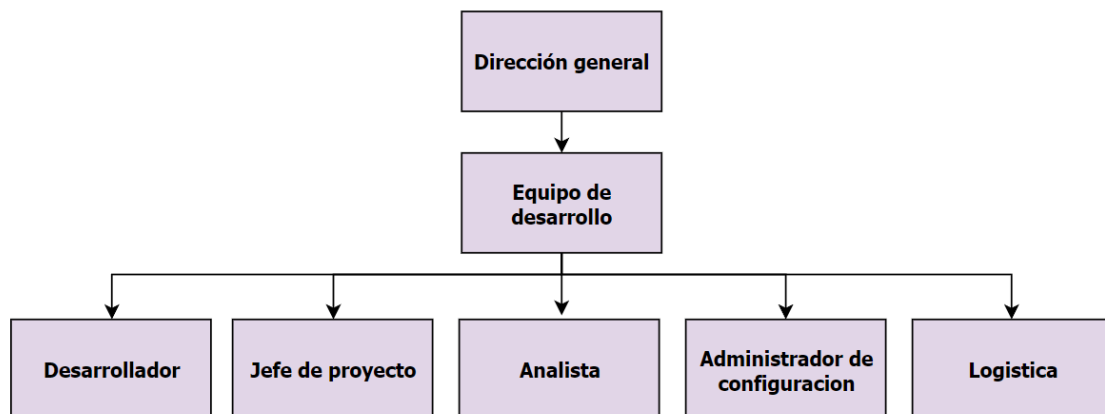 Dirección general
Equipo de
desarrollo
Desarrollador
Jefe de proyecto
Analista
Administrador de
configuracion
Logistica